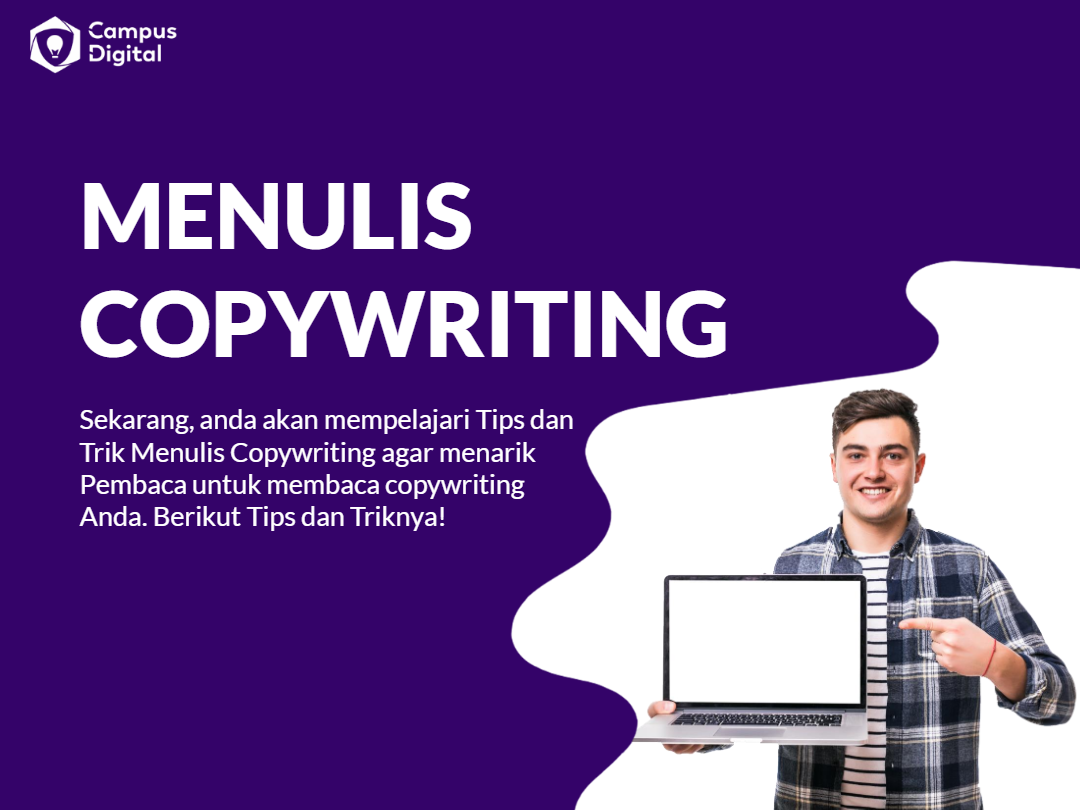 Campus
Digital
MENULIS
COPYWRITING
Sekarang, anda akan mempelajari Tips dan
Trik Menulis Copywriting agar menarik
Pembaca untuk membaca copywriting
Anda. Berikut Tips dan Triknya!